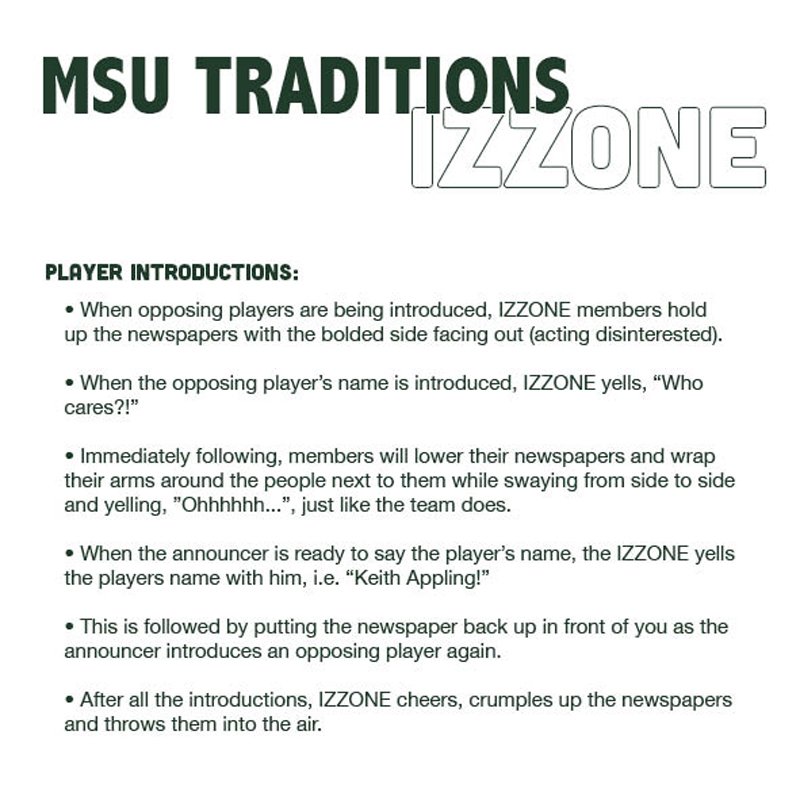 MSU TRADITIONS
IZZONE
PLAYER INTRODUCTIONS:
• When opposing players are being introduced, IZZONE members hold
up the newspapers with the bolded side facing out (acting disinterested).
• When the opposing player’s name is introduced, IZZONE yells, “Who
cares?!”
• Immediately following, members will lower their newspapers and wrap
their arms around the people next to them while swaying from side to side
and yelling, ”Ohhhhhh...”, just like the team does.
• When the announcer is ready to say the player’s name, the IZZONE yells
the players name with him, i.e. “Keith Appling!”
• This is followed by putting the newspaper back up in front of you as the
announcer introduces an opposing player again.
• After all the introductions, IZZONE cheers, crumples up the newspapers
and throws them into the air.